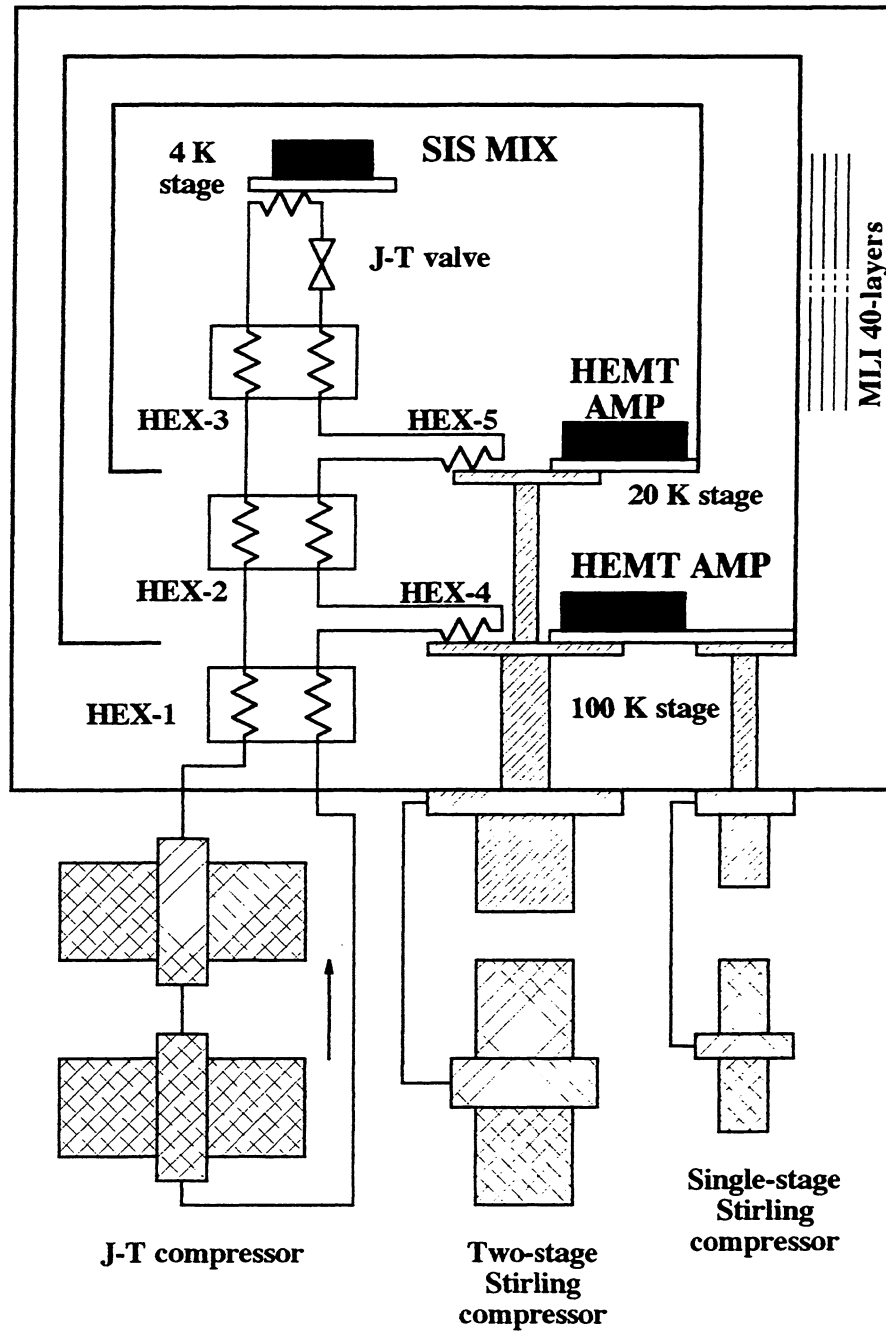 4 K
stage
SIS MIX
J-T valve
MLI 40-layers
HEMT
AMP
HEX-3
HEX-5
20 K stage
HEMT AMP
HEX-2
HEX-4
HEX-1
100 K stage
J-T compressor
Two-stage
Stirling
compressor
Single-stage
Stirling
compressor